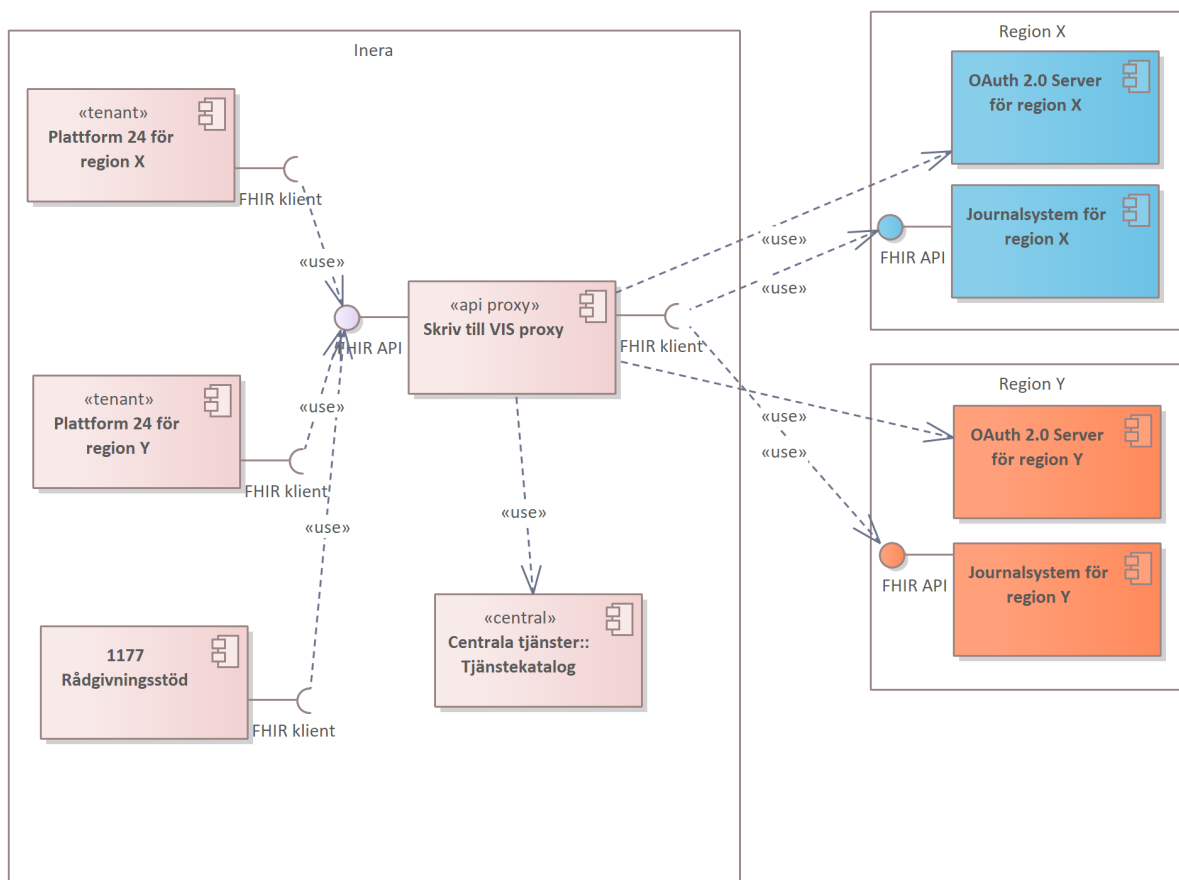 Inera
«tenant»
Plattform 24 för
region X
FHIR klient
«use»
«tenant»
Plattform 24 för
region Y
FHIR klient
«use»
1177
Rådgivningsstöd
FHIR klient
«use»
FHIR API
«api proxy»
Skriv till VIS proxy
FHIR klient
«use»
«central»
Centrala tjänster::
Tjänstekatalog
«use»
«use»
«use»
«use»
Region X
OAuth 2.0 Server
för region X
Journalsystem för
region X
FHIR API
Region Y
OAuth 2.0 Server
för region Y
Journalsystem för
region Y
FHIR API